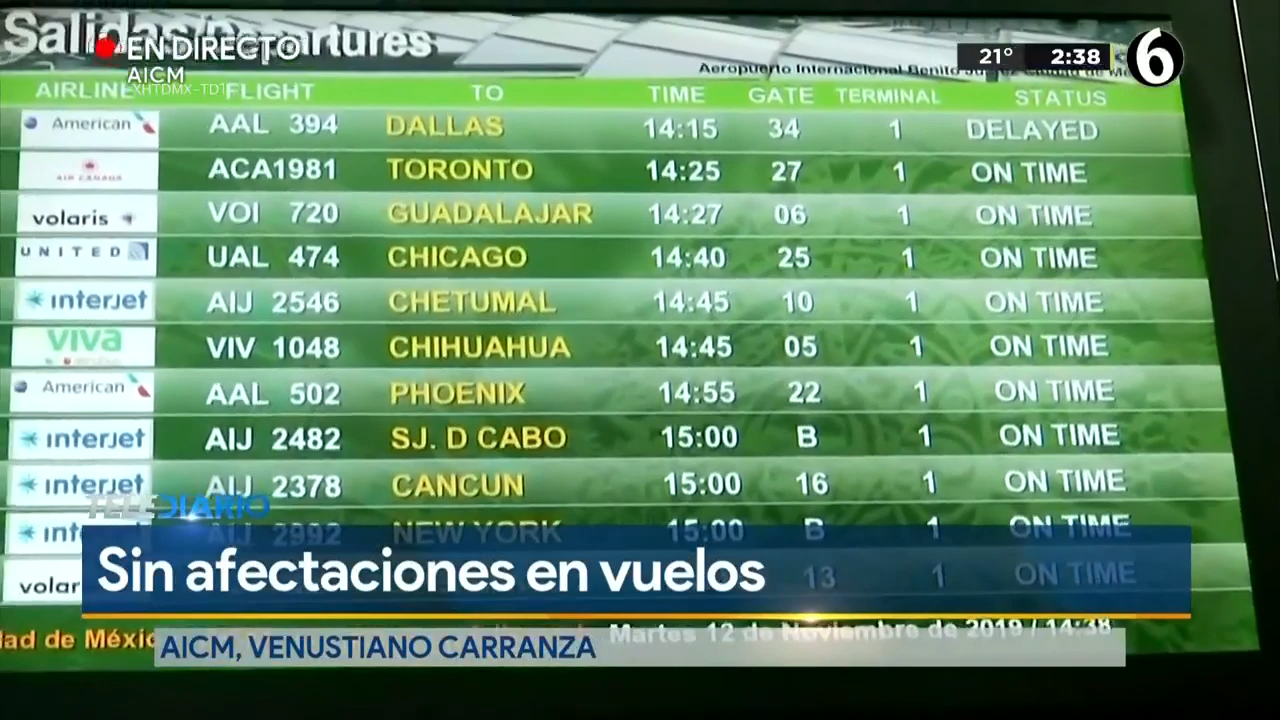 Salidas/Departures
EN DIRECTO
AICM
XHTDMX-TDT
21° 2:38 6
Aeropuerto Internacional Benito Juárez Ciudad de
AIRLINE FLIGHT TO TIME GATE TERMINAL STATUS
American AAL 394 DALLAS 14:15 34 1 DELAYED
AIR CANADA ACA1981 TORONTO 14:25 27 1 ON TIME
volaris VOI 720 GUADALAJAR 14:27 06 1 ON TIME
UNITED UAL 474 CHICAGO 14:40 25 1 ON TIME
interjet AIJ 2546 CHETUMAL 14:45 10 1 ON TIME
viva VIV 1048 CHIHUAHUA 14:45 05 1 ON TIME
American AAL 502 PHOENIX 14:55 22 1 ON TIME
interjet AIJ 2482 SJ. D CABO 15:00 B 1 ON TIME
interjet AIJ 2378 CANCUN 15:00 16 1 ON TIME
TELEDIARIO
int AIJ 2992 NEW YORK 15:00 B 1 ON TIME
Sin afectaciones en vuelos
volar 13 1 ON TIME
dad de Méxic Martes 12 de Noviembre de 2019 / 14:38
AICM, VENUSTIANO CARRANZA